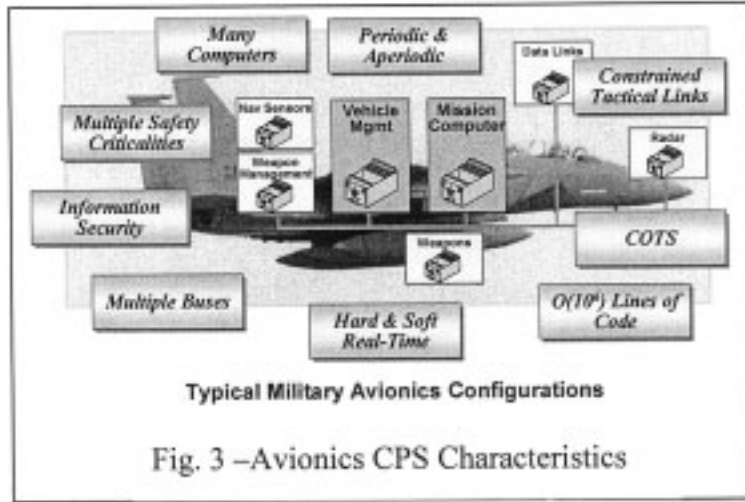 Many
Computers
Periodic &
Aperiodic
Data Links
Constrained
Tactical Links
Nav Sensors
Vehicle
Mgmt
Mission
Computer
Multiple Safety
Criticalities
Weapon
Management
Radar
Information
Security
Weapons
COTS
Multiple Buses
Hard & Soft
Real-Time
O(10⁶) Lines of
Code
Typical Military Avionics Configurations
Fig. 3 –Avionics CPS Characteristics